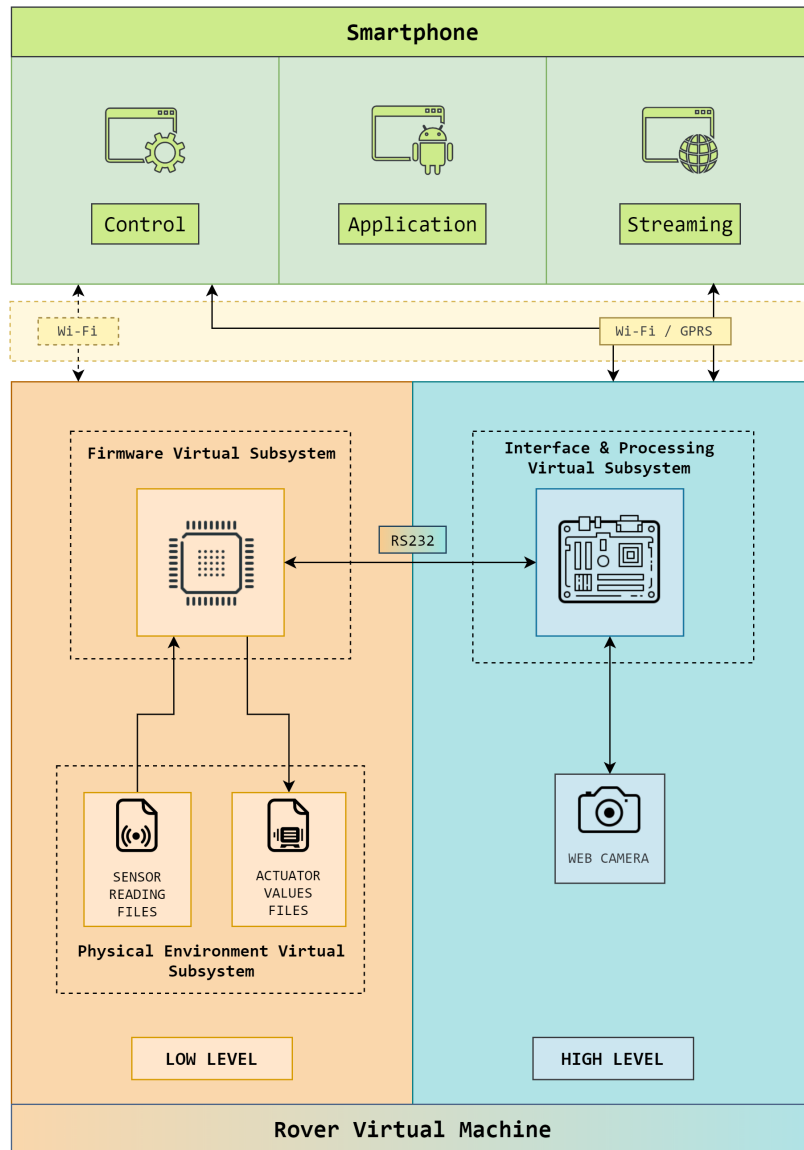 Smartphone
Control
Application
Streaming
Wi-Fi
Wi-Fi / GPRS
Firmware Virtual Subsystem
Interface & Processing
Virtual Subsystem
RS232
SENSOR
READING
FILES
ACTUATOR
VALUES
FILES
WEB CAMERA
Physical Environment Virtual
Subsystem
LOW LEVEL
HIGH LEVEL
Rover Virtual Machine